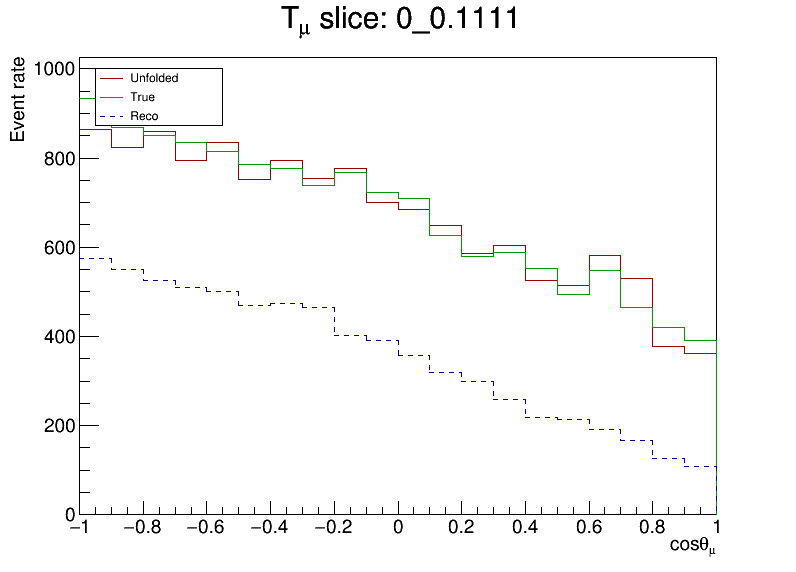 Tμ slice: 0_0.1111
Event rate
1000
800
600
400
200
0
Unfolded
True
Reco
−1 −0.8 −0.6 −0.4 −0.2 0 0.2 0.4 0.6 0.8 1
cosθμ